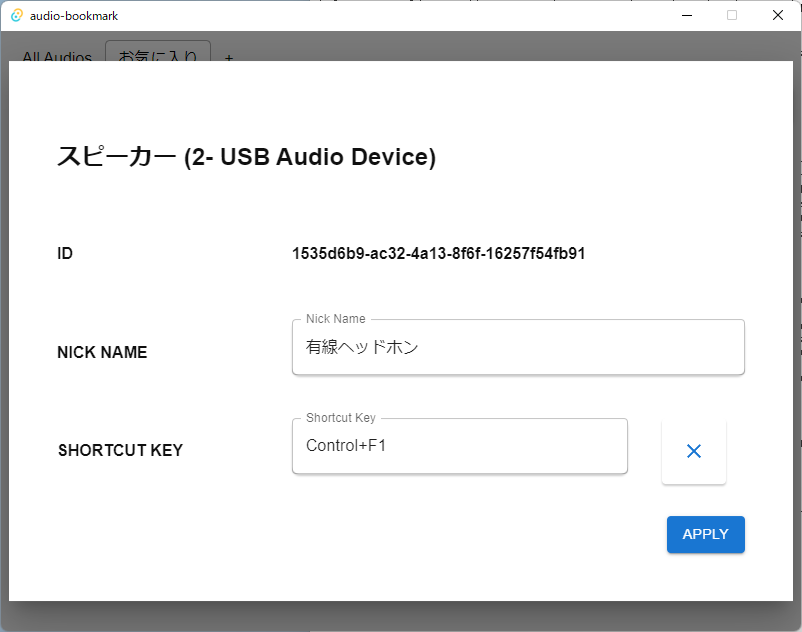 audio-bookmark
All Audios お気に入り +
スピーカー (2- USB Audio Device)
ID 1535d6b9-ac32-4a13-8f6f-16257f54fb91
Nick Name
NICK NAME 有線ヘッドホン
Shortcut Key
SHORTCUT KEY Control+F1
APPLY